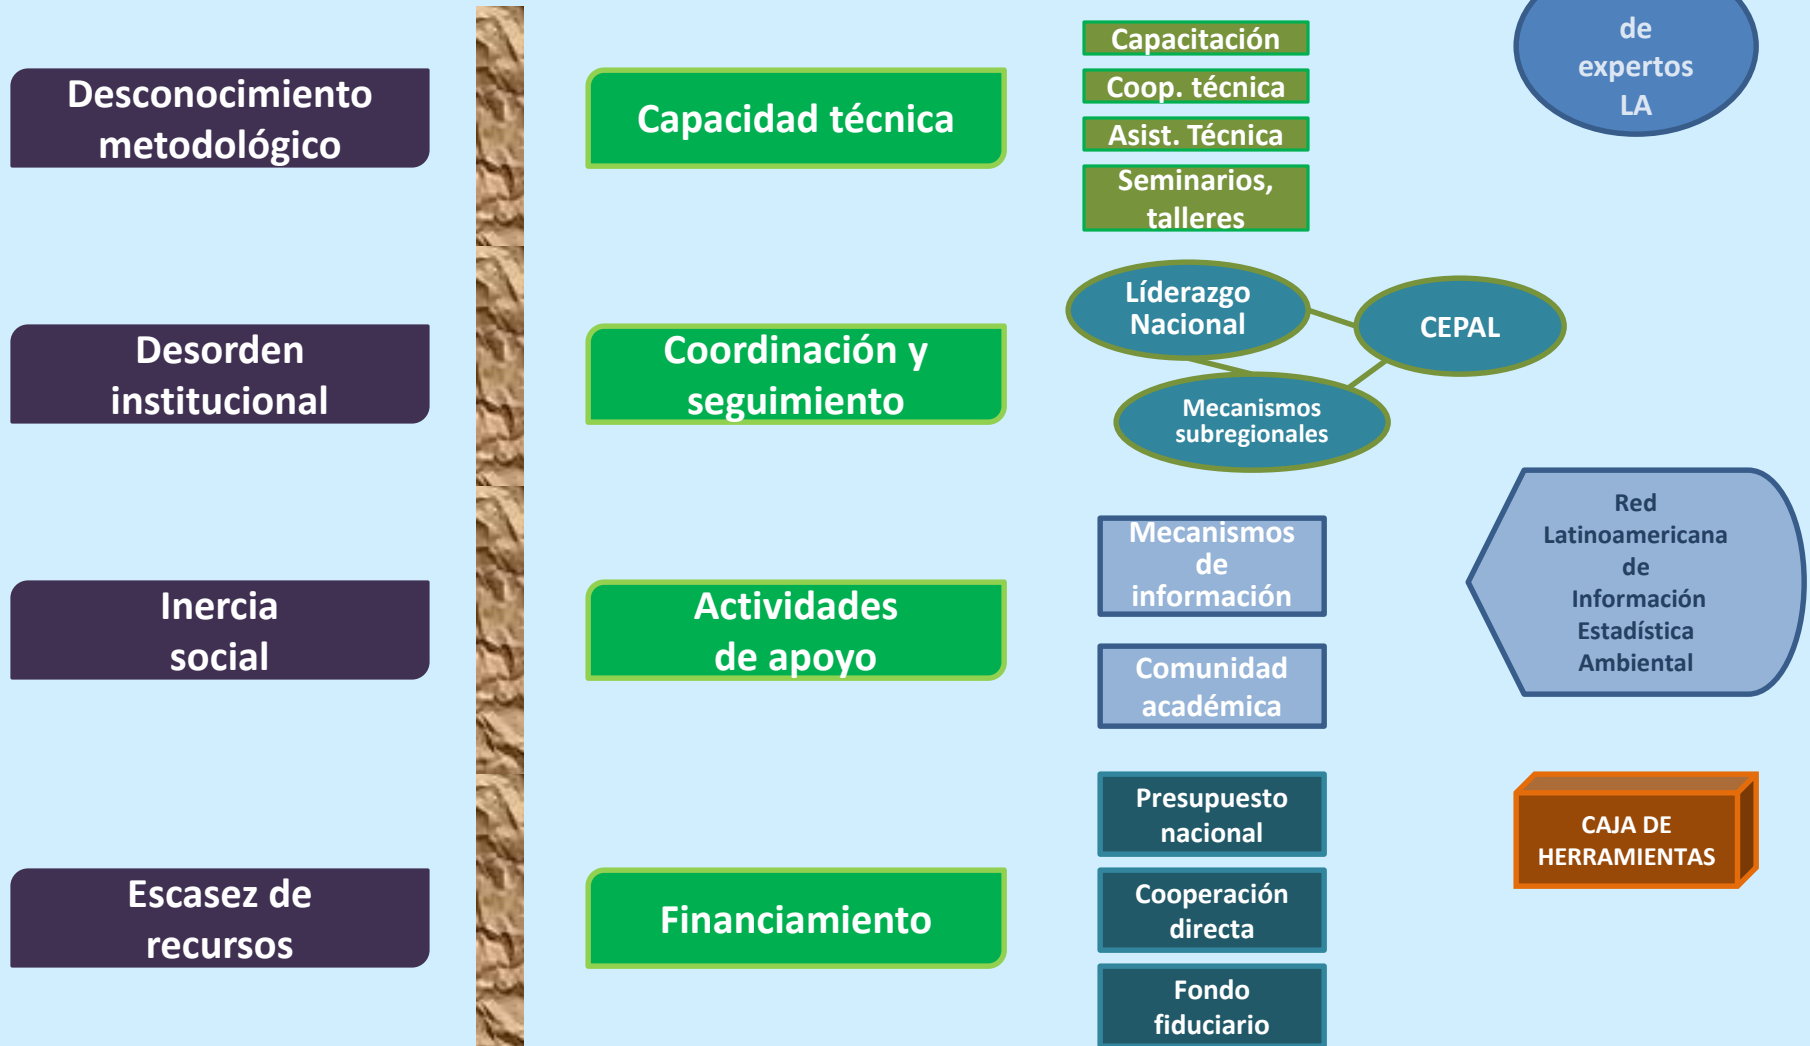 Desconocimiento
metodológico
Capacidad técnica
Capacitación
Coop. técnica
Asist. Técnica
Seminarios,
talleres
de
expertos
LA
Desorden
institucional
Coordinación y
seguimiento
Líderazgo
Nacional
CEPAL
Mecanismos
subregionales
Inercia
social
Actividades
de apoyo
Mecanismos
de
información
Comunidad
académica
Red
Latinoamericana
de
Información
Estadística
Ambiental
Escasez de
recursos
Financiamiento
Presupuesto
nacional
Cooperación
directa
Fondo
fiduciario
CAJA DE
HERRAMIENTAS